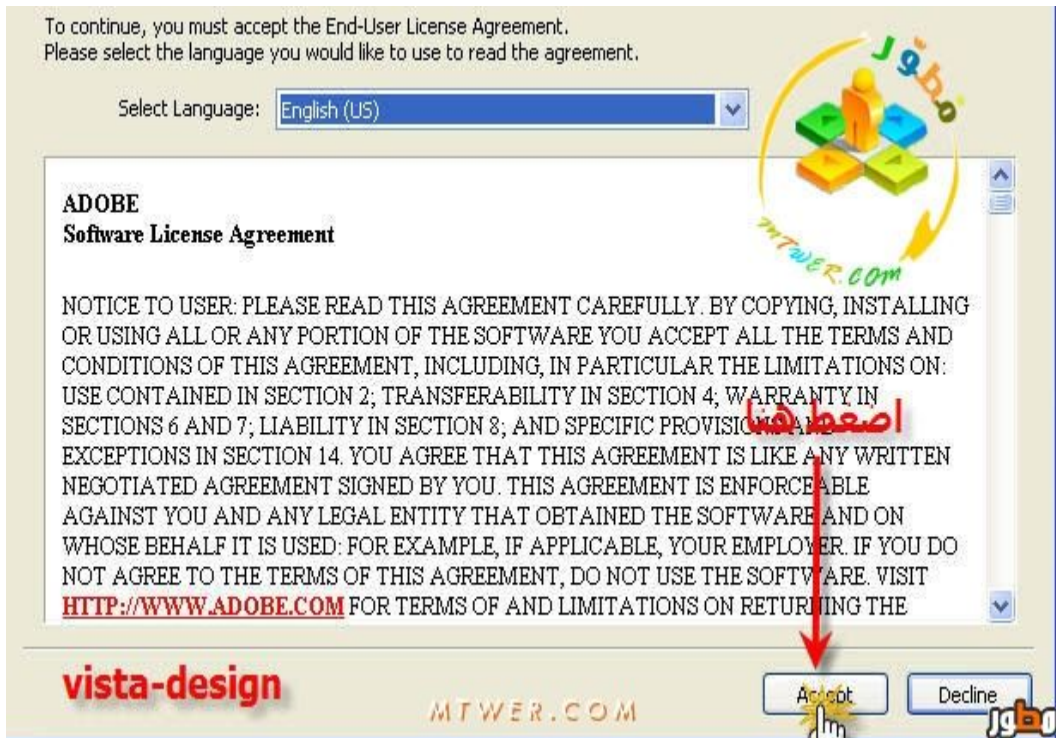 To continue, you must accept the End-User License Agreement.
Please select the language you would like to use to read the agreement.
Select Language: English (US)
مطور
MTWER.COM
ADOBE
Software License Agreement
NOTICE TO USER: PLEASE READ THIS AGREEMENT CAREFULLY. BY COPYING, INSTALLING
OR USING ALL OR ANY PORTION OF THE SOFTWARE YOU ACCEPT ALL THE TERMS AND
CONDITIONS OF THIS AGREEMENT, INCLUDING, IN PARTICULAR THE LIMITATIONS ON:
USE CONTAINED IN SECTION 2; TRANSFERABILITY IN SECTION 4; WARRANTY IN
SECTIONS 6 AND 7; LIABILITY IN SECTION 8; AND SPECIFIC PROVISIONS AND
EXCEPTIONS IN SECTION 14. YOU AGREE THAT THIS AGREEMENT IS LIKE ANY WRITTEN
NEGOTIATED AGREEMENT SIGNED BY YOU. THIS AGREEMENT IS ENFORCEABLE
AGAINST YOU AND ANY LEGAL ENTITY THAT OBTAINED THE SOFTWARE AND ON
WHOSE BEHALF IT IS USED: FOR EXAMPLE, IF APPLICABLE, YOUR EMPLOYER. IF YOU DO
NOT AGREE TO THE TERMS OF THIS AGREEMENT, DO NOT USE THE SOFTWARE. VISIT
HTTP://WWW.ADOBE.COM FOR TERMS OF AND LIMITATIONS ON RETURNING THE
اضغط هنا
vista-design
MTWER.COM
Accept
Decline
مطور